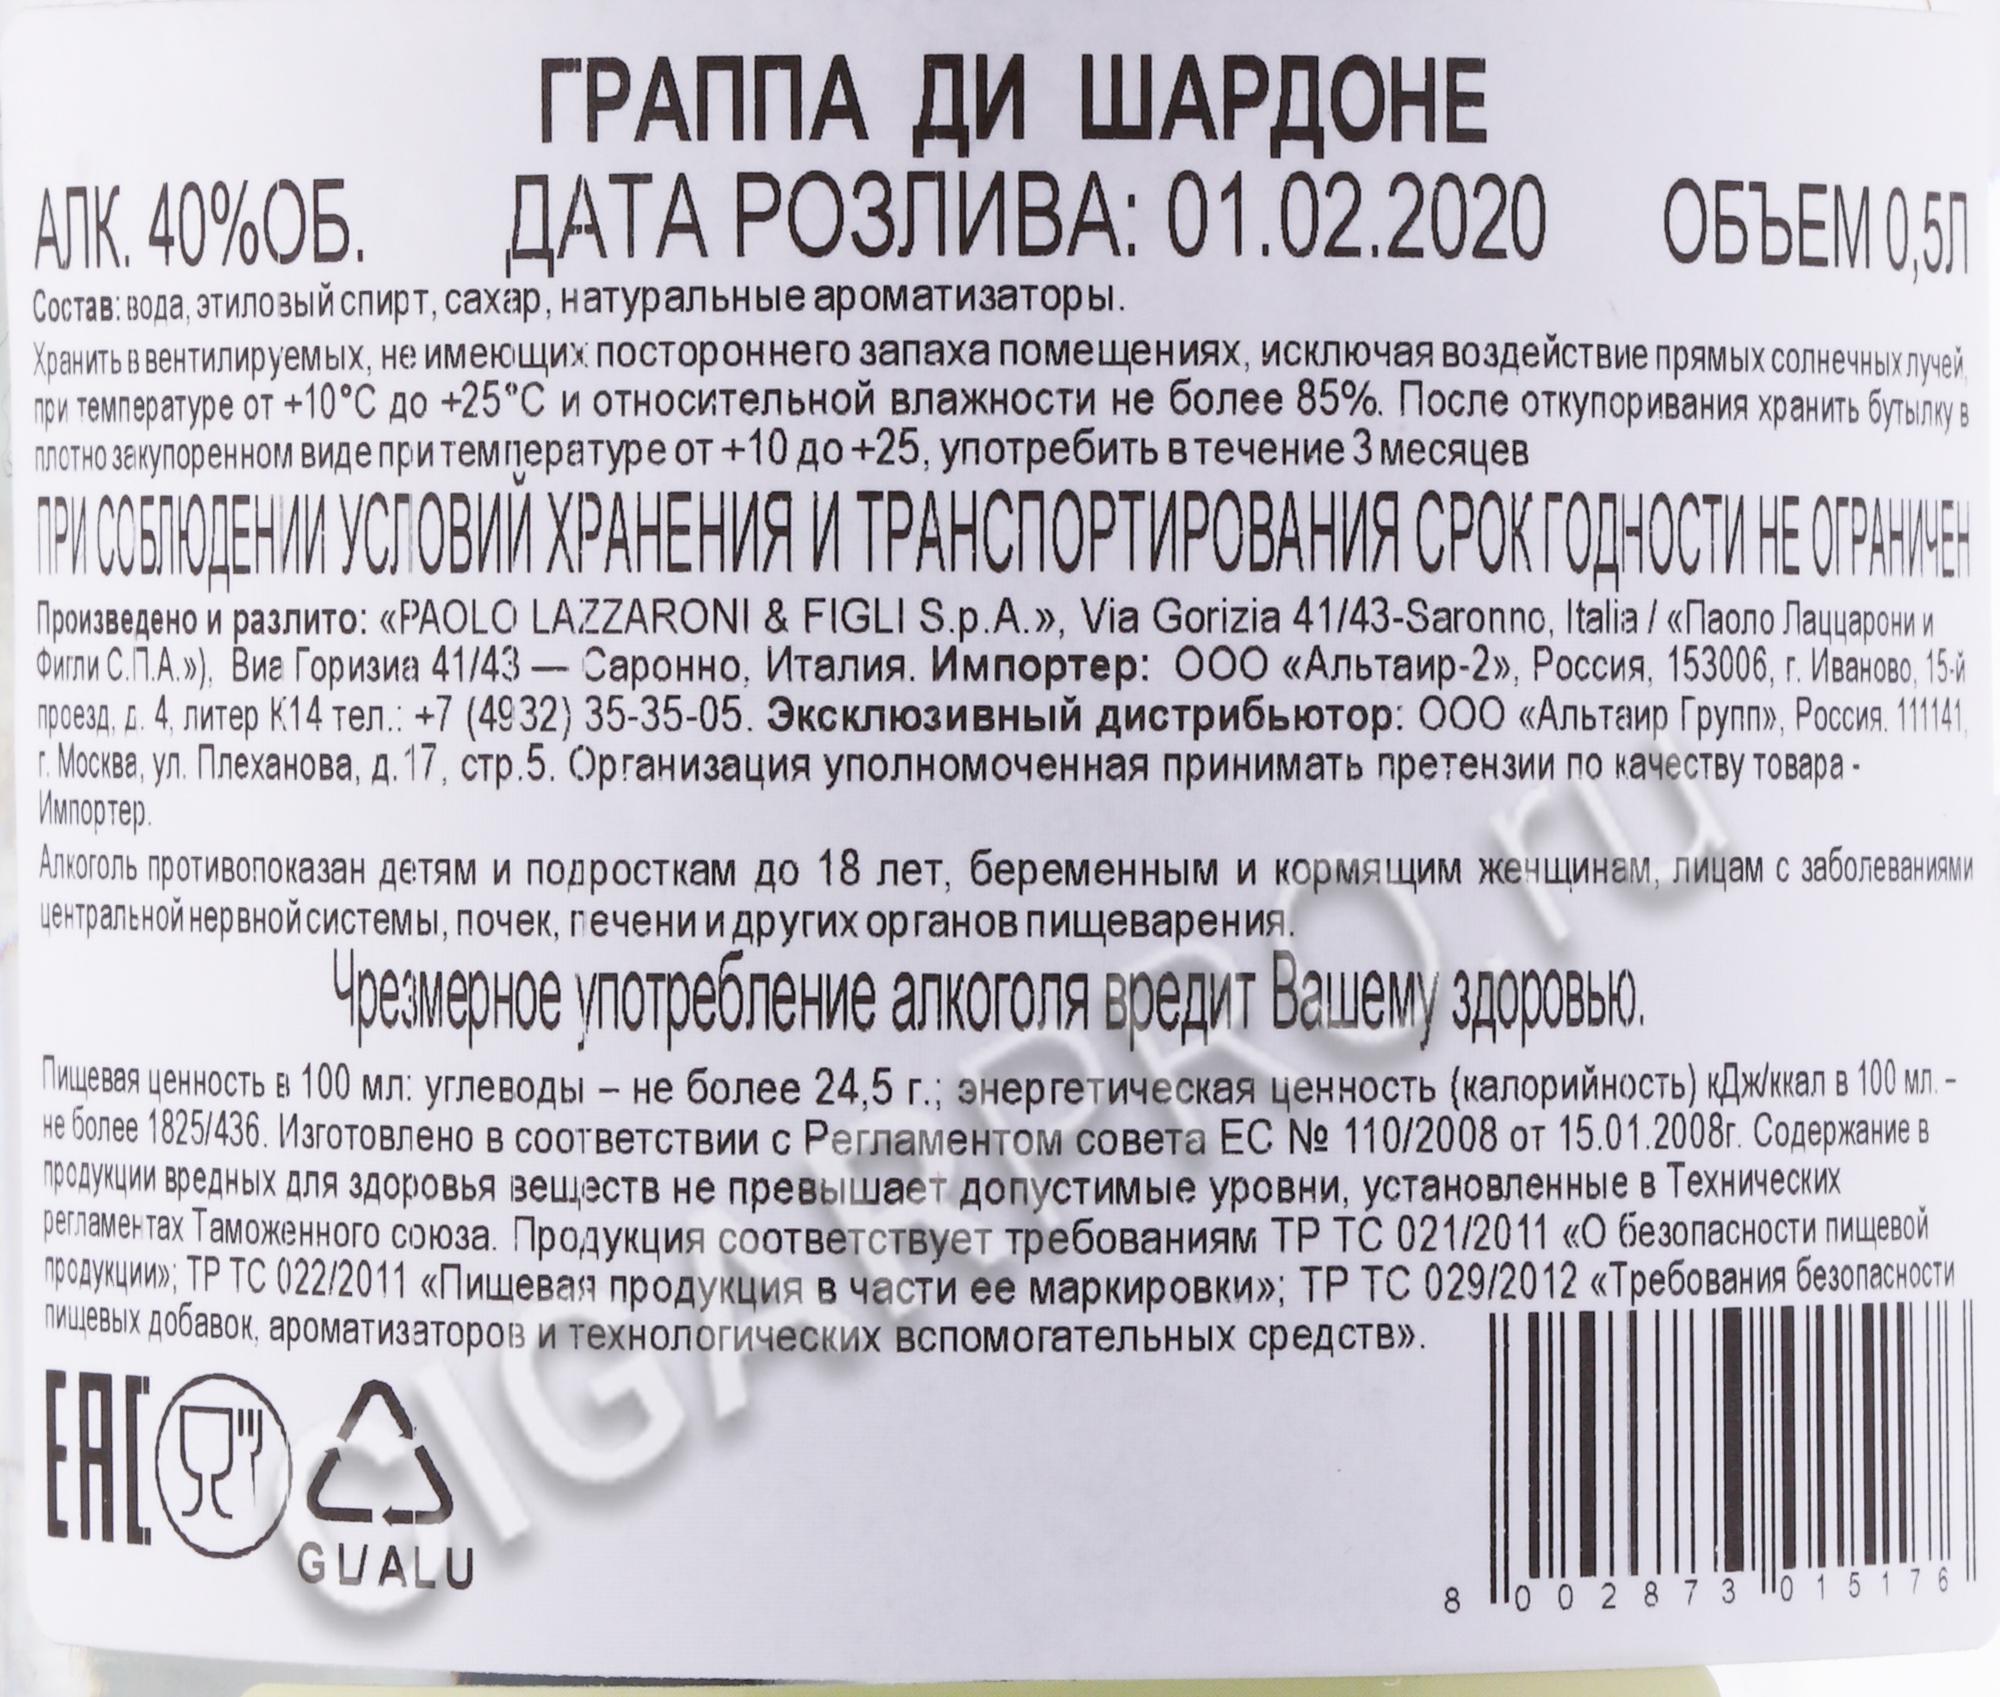 ГРАППА ДИ ШАРДОНЕ
АЛК. 40%ОБ. ДАТА РОЗЛИВА: 01.02.2020 ОБЪЕМ 0,5Л
Состав: вода, этиловый спирт, сахар, натуральные ароматизаторы.
Хранить в вентилируемых, не имеющих постороннего запаха помещениях, исключая воздействие прямых солнечных лучей,
при температуре от +10°C до +25°C и относительной влажности не более 85%. После откупоривания хранить бутылку в
плотно закупоренном виде при температуре от +10 до +25, употребить в течение 3 месяцев
ПРИ СОБЛЮДЕНИИ УСЛОВИЙ ХРАНЕНИЯ И ТРАНСПОРТИРОВАНИЯ СРОК ГОДНОСТИ НЕ ОГРАНИЧЕН
Произведено и разлито: «PAOLO LAZZARONI & FIGLI S.p.A.», Via Gorizia 41/43-Saronno, Italia / «Паоло Лаццарони и
Фигли С.П.А.»), Виа Горизиа 41/43 — Саронно, Италия. Импортер: ООО «Альтаир-2», Россия, 153006, г. Иваново, 15-й
проезд, д. 4, литер К14 тел.: +7 (4932) 35-35-05. Эксклюзивный дистрибьютор: ООО «Альтаир Групп», Россия. 111141,
г. Москва, ул. Плеханова, д.17, стр.5. Организация уполномоченная принимать претензии по качеству товара -
Импортер.
Алкоголь противопоказан детям и подросткам до 18 лет, беременным и кормящим женщинам, лицам с заболеваниями
центральной нервной системы, почек, печени и других органов пищеварения.
Чрезмерное употребление алкоголя вредит Вашему здоровью.
Пищевая ценность в 100 мл: углеводы – не более 24,5 г.; энергетическая ценность (калорийность) кДж/ккал в 100 мл. –
не более 1825/436. Изготовлено в соответствии с Регламентом совета ЕС № 110/2008 от 15.01.2008г. Содержание в
продукции вредных для здоровья веществ не превышает допустимые уровни, установленные в Технических
регламентах Таможенного союза. Продукция соответствует требованиям ТР ТС 021/2011 «О безопасности пищевой
продукции»; ТР ТС 022/2011 «Пищевая продукция в части ее маркировки»; ТР ТС 029/2012 «Требования безопасности
пищевых добавок, ароматизаторов и технологических вспомогательных средств».
EAC
GL/ALU
8 002873 015176
CIGARPRO.ru